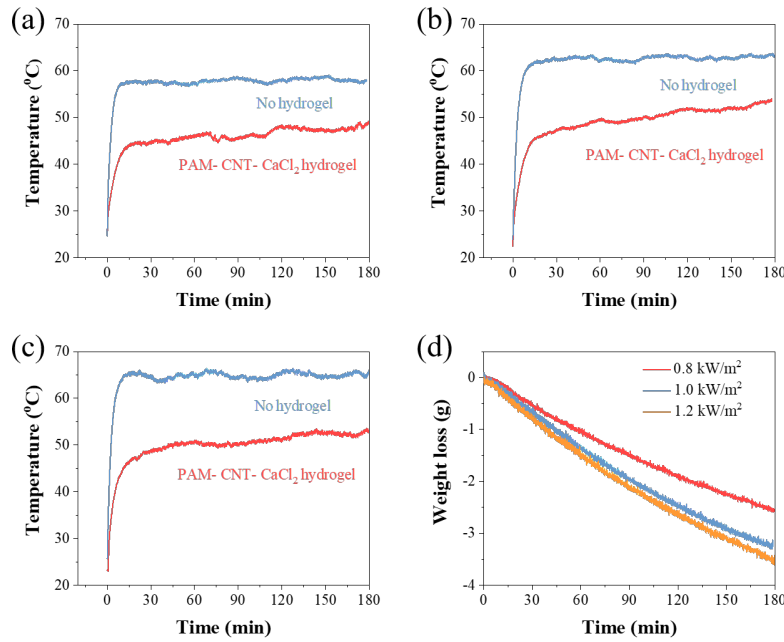 (a)
70
60
50
40
30
20
Temperature (⁰C)
No hydrogel
PAM- CNT- CaCl₂ hydrogel
0 30 60 90 120 150 180
Time (min)
(b)
70
60
50
40
30
20
Temperature (⁰C)
No hydrogel
PAM- CNT- CaCl₂ hydrogel
0 30 60 90 120 150 180
Time (min)
(c)
70
60
50
40
30
20
Temperature (⁰C)
No hydrogel
PAM- CNT- CaCl₂ hydrogel
0 30 60 90 120 150 180
Time (min)
(d)
0
-1
-2
-3
-4
Weight loss (g)
0.8 kW/m²
1.0 kW/m²
1.2 kW/m²
0 30 60 90 120 150 180
Time (min)